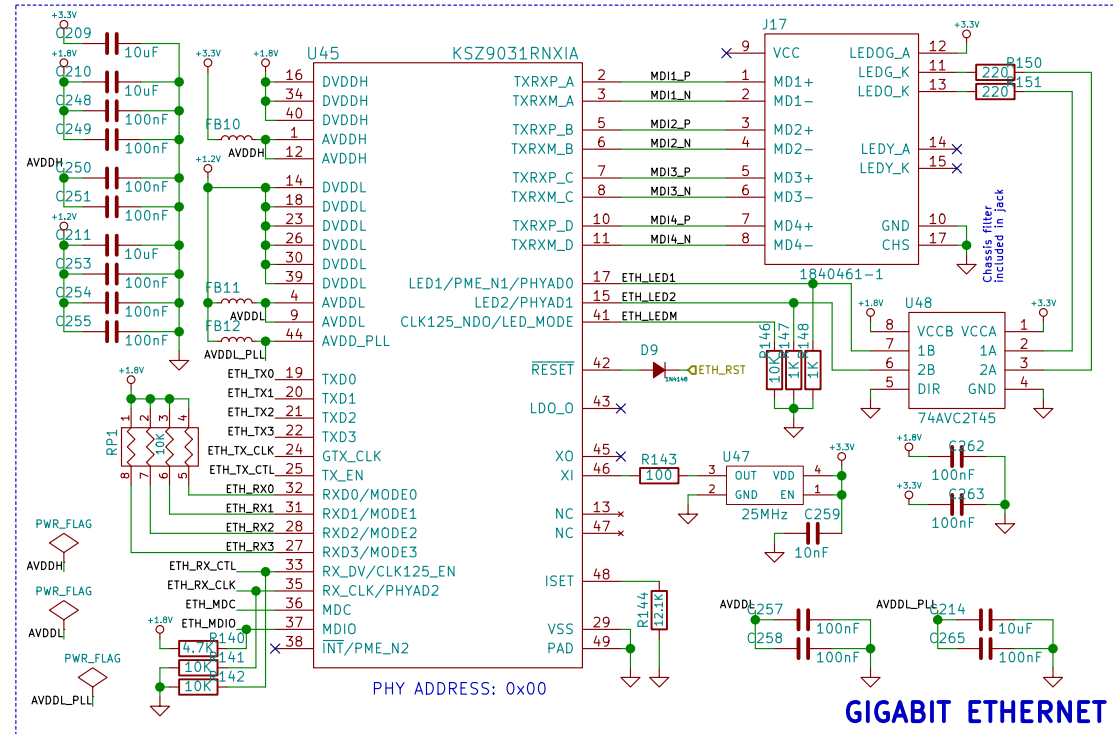 +3.3V
C209
10uF
+1.8V
C210
10uF
C248
100nF
C249
100nF
AVDDH
C250
100nF
C251
100nF
+1.2V
C211
10uF
C253
100nF
C254
100nF
C255
100nF
+3.3V
+1.8V
FB10
AVDDH
+1.2V
FB11
AVDDL
FB12
AVDDL_PLL
U45
KSZ9031RNXIA
16 DVDDH
34 DVDDH
40 DVDDH
1 AVDDH
12 AVDDH
14 DVDDL
18 DVDDL
23 DVDDL
26 DVDDL
30 DVDDL
39 DVDDL
4 AVDDL
9 AVDDL
44 AVDD_PLL
ETH_TX0 19 TXD0
ETH_TX1 20 TXD1
ETH_TX2 21 TXD2
ETH_TX3 22 TXD3
ETH_TX_CLK 24 GTX_CLK
ETH_TX_CTL 25 TX_EN
ETH_RX0 32 RXD0/MODE0
ETH_RX1 31 RXD1/MODE1
ETH_RX2 28 RXD2/MODE2
ETH_RX3 27 RXD3/MODE3
ETH_RX_CTL 33 RX_DV/CLK125_EN
ETH_RX_CLK 35 RX_CLK/PHYAD2
ETH_MDC 36 MDC
ETH_MDIO 37 MDIO
38 INT/PME_N2
TXRXP_A 2 MDI1_P
TXRXM_A 3 MDI1_N
TXRXP_B 5 MDI2_P
TXRXM_B 6 MDI2_N
TXRXP_C 7 MDI3_P
TXRXM_C 8 MDI3_N
TXRXP_D 10 MDI4_P
TXRXM_D 11 MDI4_N
LED1/PME_N1/PHYAD0 17 ETH_LED1
LED2/PHYAD1 15 ETH_LED2
CLK125_NDO/LED_MODE 41 ETH_LEDM
RESET 42
LDO_O 43
XO 45
XI 46
NC 13
NC 47
ISET 48
VSS 29
PAD 49
J17
9 VCC
1 MD1+
2 MD1-
3 MD2+
4 MD2-
5 MD3+
6 MD3-
7 MD4+
8 MD4-
LEDOG_A 12
LEDG_K 11
LEDO_K 13
LEDY_A 14
LEDY_K 15
GND 10
CHS 17
1840461-1
+3.3V
R150
220
R151
220
Chassis filter
included in jack
D9
1N4148
ETH_RST
R146
10K
R147
1K
R148
1K
U48
+1.8V
+3.3V
8 VCCB VCCA 1
7 1B 1A 2
6 2B 2A 3
5 DIR GND 4
74AVC2T45
R143
100
U47
3 OUT VDD 4
2 GND EN 1
25MHz
+3.3V
C259
10nF
+1.8V
C262
100nF
+3.3V
C263
100nF
R144
12.1K
AVDDL
C257
100nF
C258
100nF
AVDDL_PLL
C214
10uF
C265
100nF
+1.8V
RP1
10K
1 2 3 4
8 7 6 5
PWR_FLAG
AVDDH
PWR_FLAG
AVDDL
PWR_FLAG
AVDDL_PLL
+1.8V
R140
4.7K
R141
10K
R142
10K
PHY ADDRESS: 0x00
GIGABIT ETHERNET